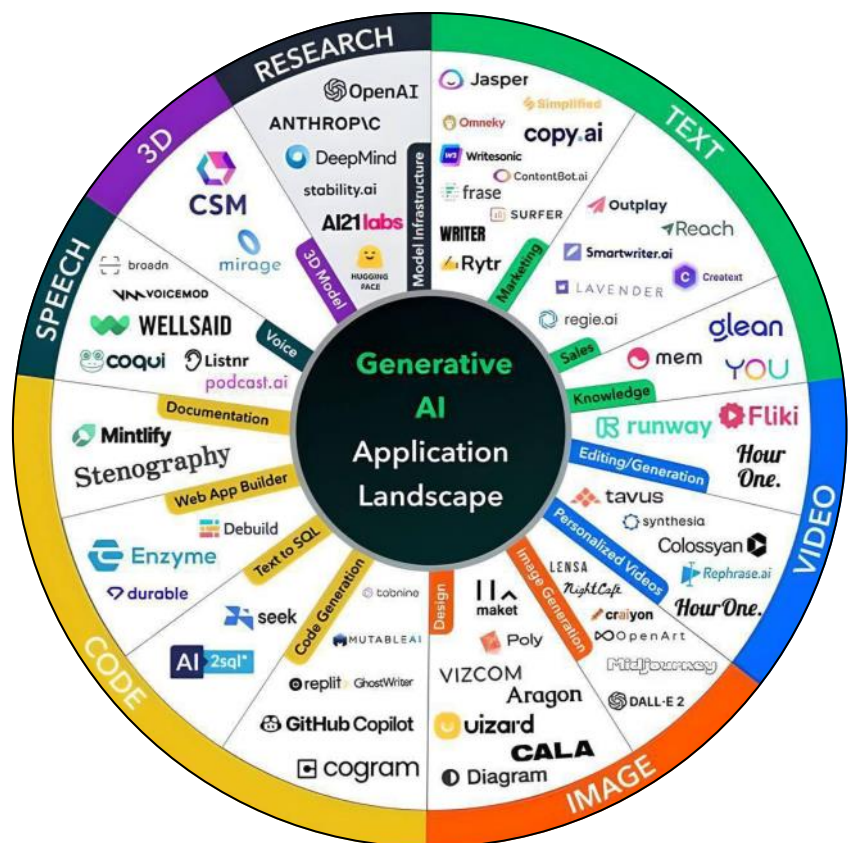 Generative
AI
Application
Landscape
RESEARCH
Model Infrastructure
OpenAI
ANTHROP\C
DeepMind
stability.ai
AI21labs
HUGGING
FACE
TEXT
Marketing
Jasper
Simplified
Omneky
copy.ai
Writesonic
ContentBot.ai
frase
SURFER
WRITER
Rytr
Sales
Outplay
Reach
Smartwriter.ai
Creatext
LAVENDER
regie.ai
Knowledge
glean
mem
YOU
VIDEO
Editing/Generation
runway
Fliki
Hour
One.
Personalized Videos
tavus
synthesia
Colossyan
Rephrase.ai
Hour One.
IMAGE
Image Generation
LENSA
NightCafe
craiyon
OpenArt
Midjourney
DALL·E 2
Design
maket
Poly
VIZCOM
Aragon
uizard
CALA
Diagram
CODE
Code Generation
tabnine
MUTABLEAI
replit GhostWriter
GitHub Copilot
cogram
Text to SQL
seek
AI 2sql
Web App Builder
Debuild
Enzyme
durable
Documentation
Mintlify
Stenography
SPEECH
Voice
broadn
VOICEMOD
WELLSAID
coqui
Listnr
podcast.ai
3D
3D Model
CSM
mirage